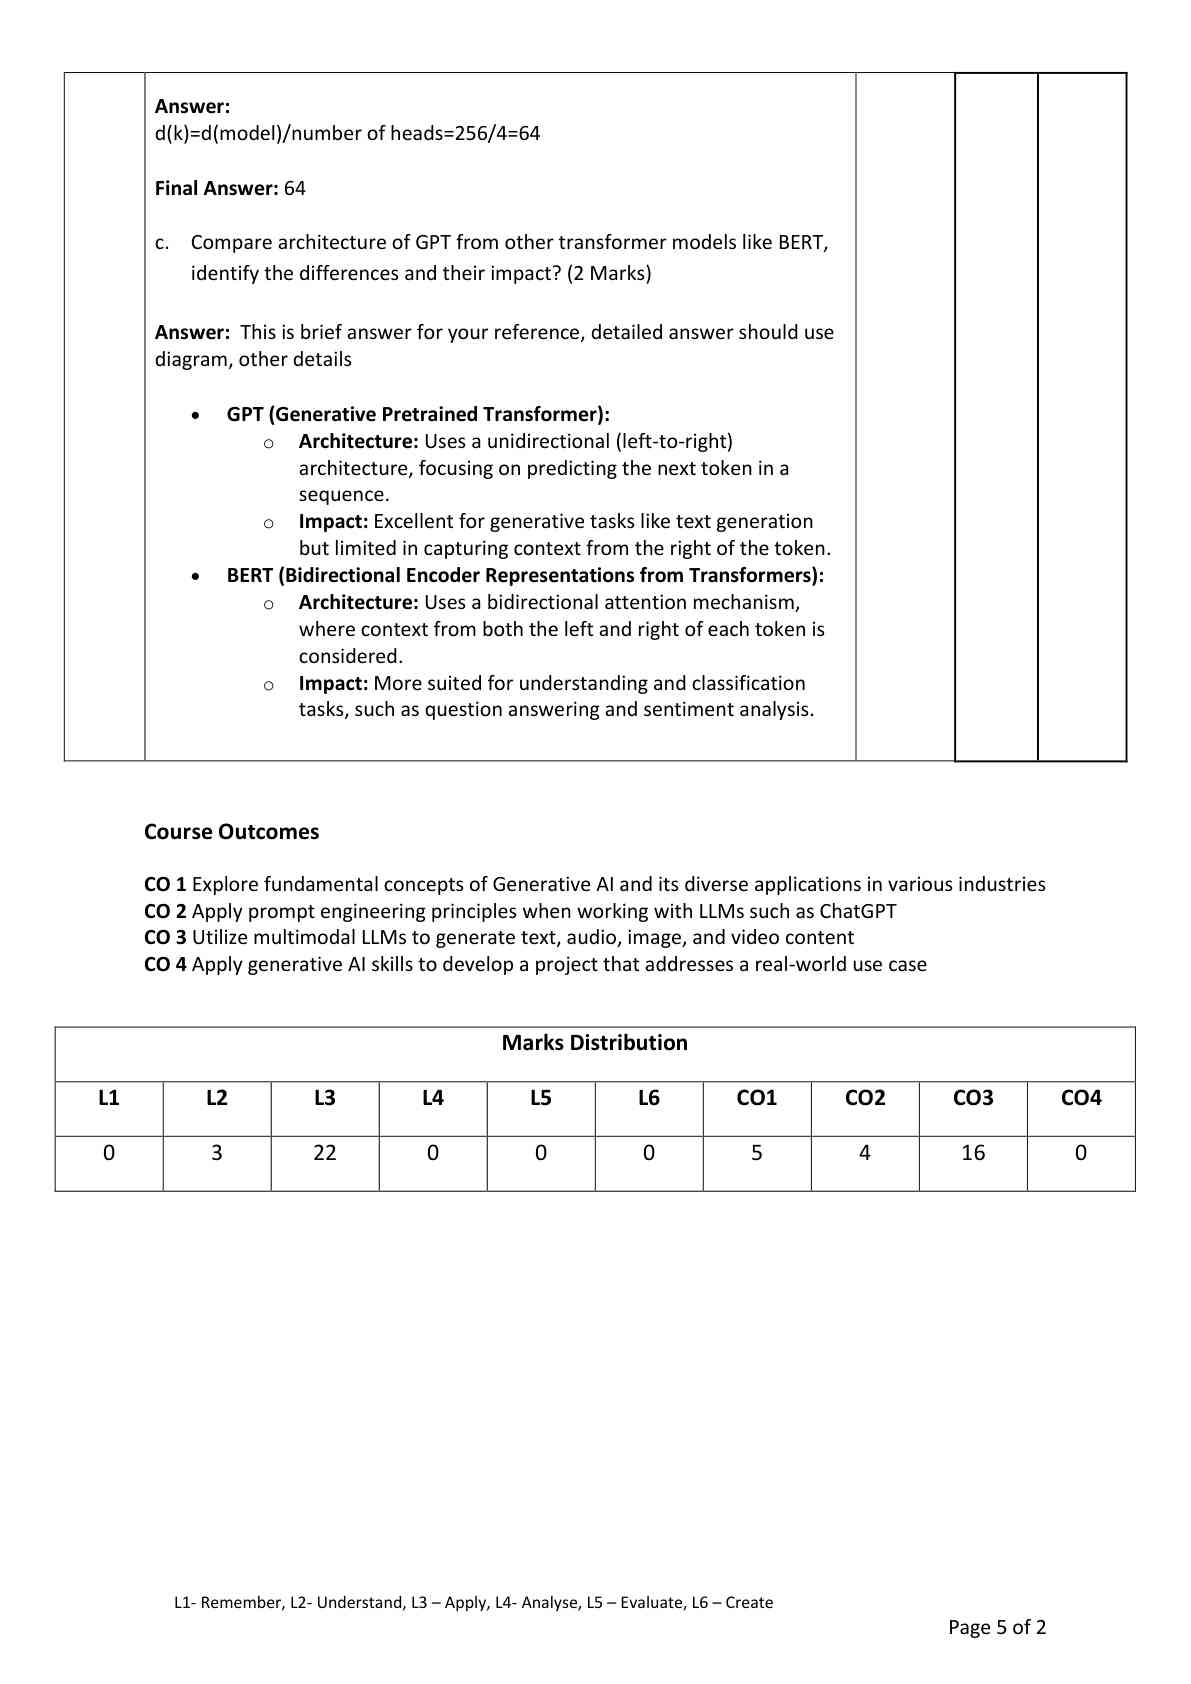 Answer:
d(k)=d(model)/number of heads=256/4=64
Final Answer: 64
c. Compare architecture of GPT from other transformer models like BERT,
identify the differences and their impact? (2 Marks)
Answer:  This is brief answer for your reference, detailed answer should use
diagram, other details
• GPT (Generative Pretrained Transformer):
o Architecture: Uses a unidirectional (left-to-right)
architecture, focusing on predicting the next token in a
sequence.
o Impact: Excellent for generative tasks like text generation
but limited in capturing context from the right of the token.
• BERT (Bidirectional Encoder Representations from Transformers):
o Architecture: Uses a bidirectional attention mechanism,
where context from both the left and right of each token is
considered.
o Impact: More suited for understanding and classification
tasks, such as question answering and sentiment analysis.
Course Outcomes
CO 1 Explore fundamental concepts of Generative AI and its diverse applications in various industries
CO 2 Apply prompt engineering principles when working with LLMs such as ChatGPT
CO 3 Utilize multimodal LLMs to generate text, audio, image, and video content
CO 4 Apply generative AI skills to develop a project that addresses a real-world use case
Marks Distribution
L1 L2 L3 L4 L5 L6 CO1 CO2 CO3 CO4
0 3 22 0 0 0 5 4 16 0
L1- Remember, L2- Understand, L3 – Apply, L4- Analyse, L5 – Evaluate, L6 – Create
Page 5 of 2